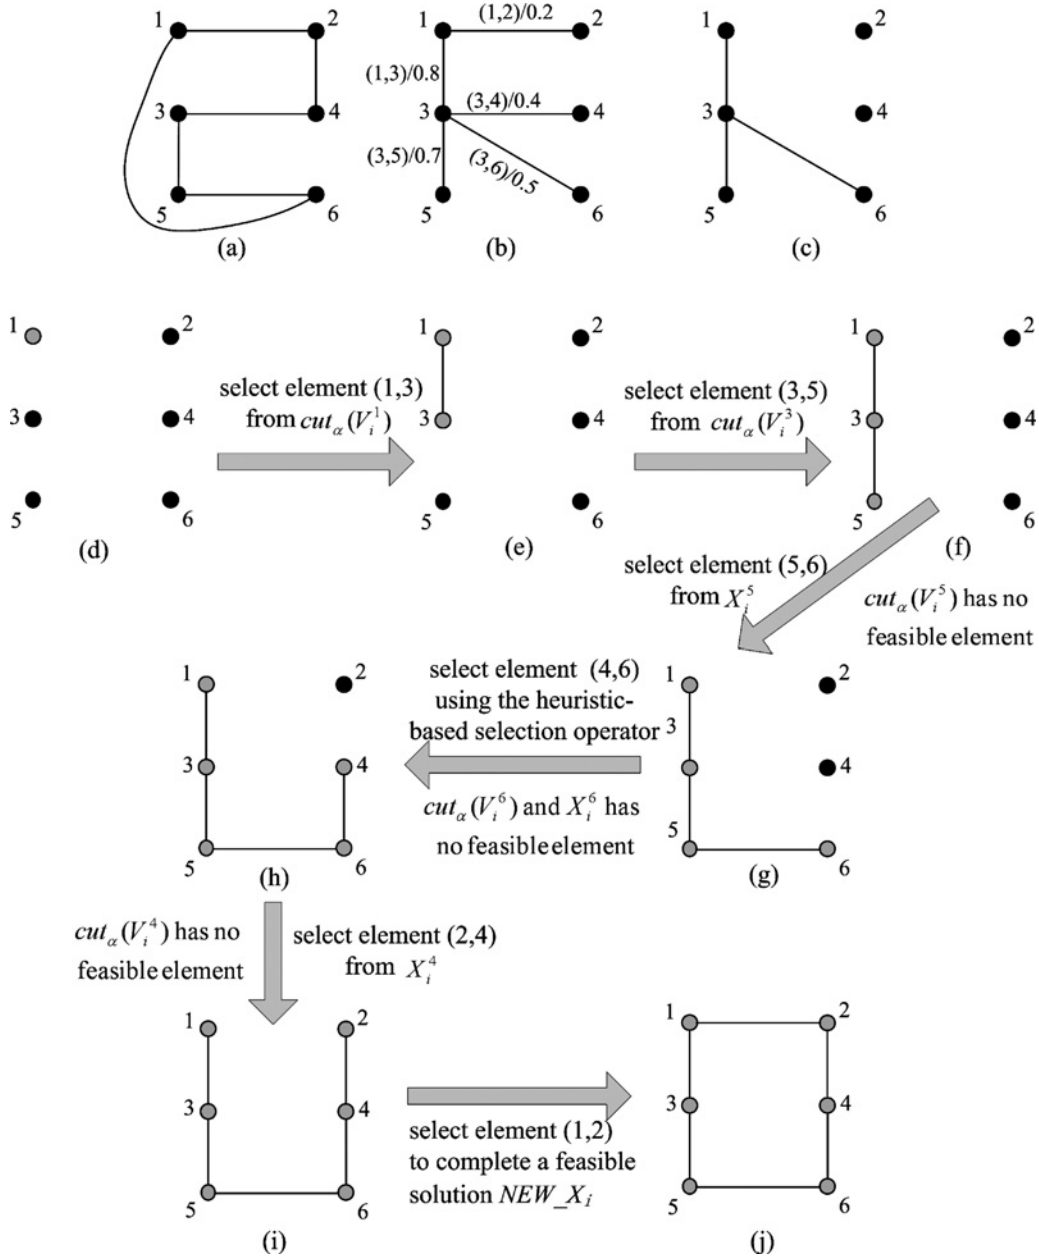 1 2 1 (1,2)/0.2 2 1 2
(1,3)/0.8
3 4 3 (3,4)/0.4 4 3 4
(3,5)/0.7 (3,6)/0.5
5 6 5 6 5 6
(a) (b) (c)
1 2 1 2 1 2
select element (1,3)
from cut_α(V_i^1)
select element (3,5)
from cut_α(V_i^3)
3 4 3 4 3 4
5 6 5 6 5 6
(d) (e) (f)
select element (5,6)
from X_i^5
cut_α(V_i^5) has no
feasible element
1 2 1 2
select element (4,6)
using the heuristic-
based selection operator
3 4 3 4
cut_α(V_i^6) and X_i^6 has
no feasible element
5 6 5 6
(h) (g)
cut_α(V_i^4) has no
feasible element
select element (2,4)
from X_i^4
1 2 1 2
3 4 3 4
select element (1,2)
to complete a feasible
solution NEW_X_i
5 6 5 6
(i) (j)